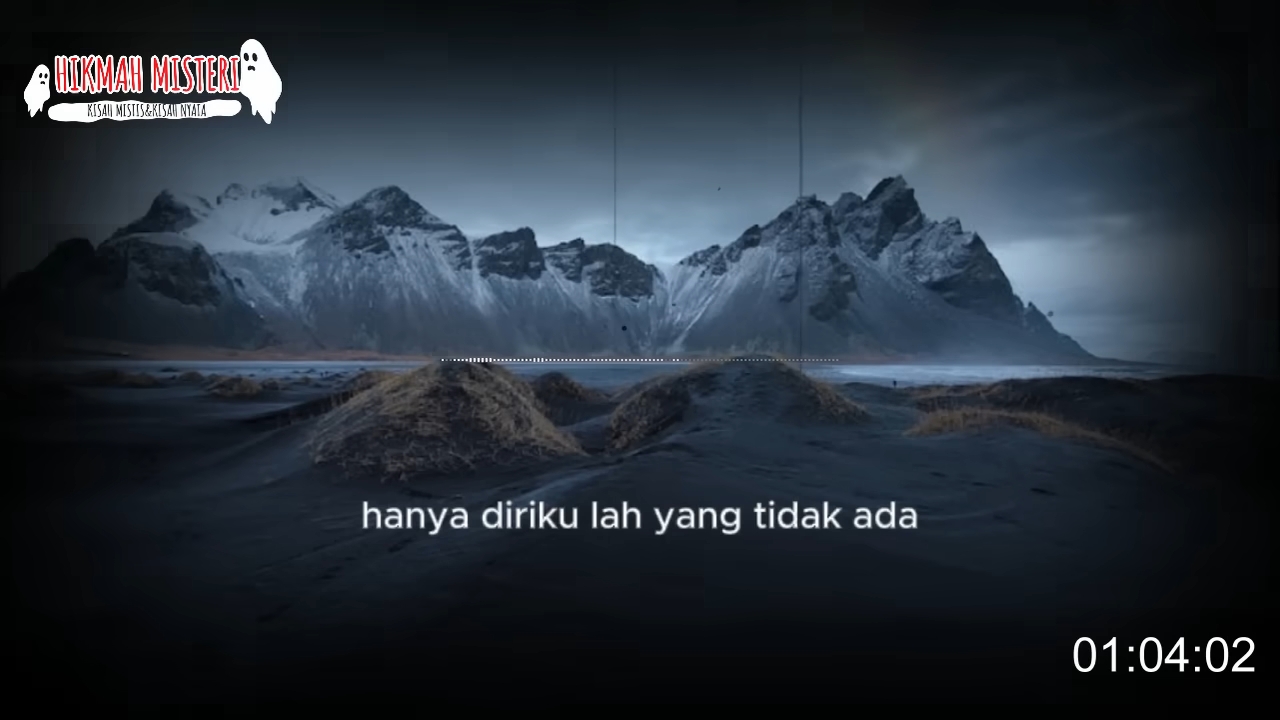 HIKMAH MISTERI
KISAH MISTIS&KISAH NYATA
hanya diriku lah yang tidak ada
01:04:02